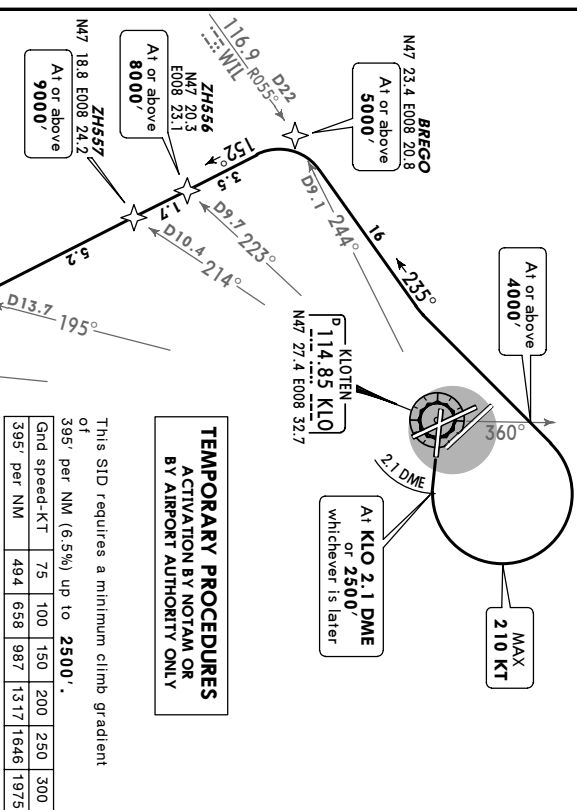 BREGO
N47 23.4 E008 20.8
At or above
5000'
D22
116.9 R055°
WIL
ZH556
N47 20.3
E008 23.1
At or above
8000'
ZH557
N47 18.8 E008 24.2
At or above
9000'
152°
3.5
1.7
5.2
D9.1 244°
D9.7 223°
D10.4 214°
D13.7 195°
16
235°
At or above
4000'
360°
D KLOTEN
114.85 KLO
N47 27.4 E008 32.7
2.1 DME
At KLO 2.1 DME
or 2500'
whichever is later
MAX
210 KT
TEMPORARY PROCEDURES
ACTIVATION BY NOTAM OR
BY AIRPORT AUTHORITY ONLY
This SID requires a minimum climb gradient
of
395' per NM (6.5%) up to 2500'.
Gnd speed-KT 75 100 150 200 250 300
395' per NM 494 658 987 1317 1646 1975